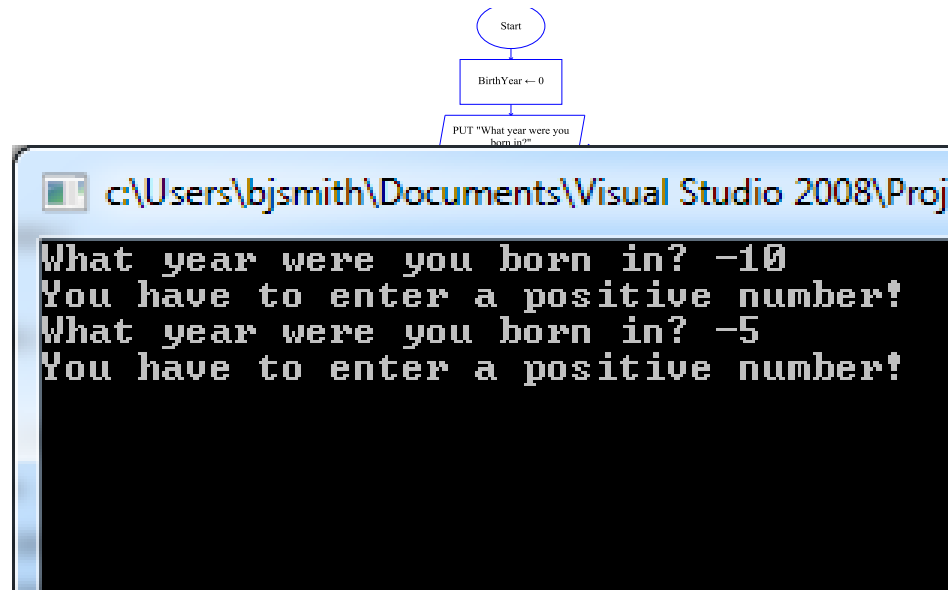 Start
BirthYear ← 0
PUT "What year were you
born in?"
c:\Users\bjsmith\Documents\Visual Studio 2008\Proj
What year were you born in? -10
You have to enter a positive number!
What year were you born in? -5
You have to enter a positive number!